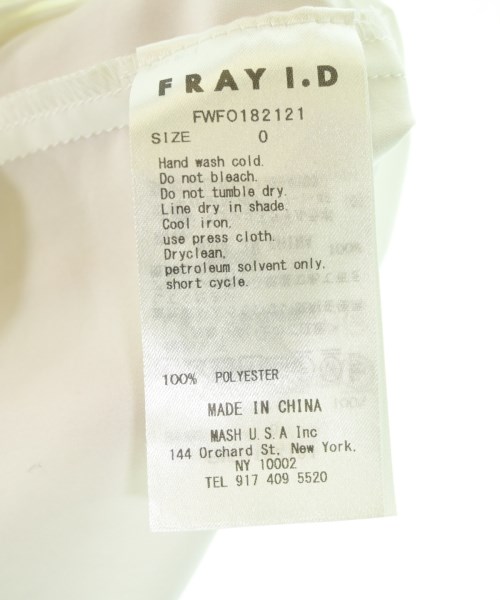 FRAY I.D
FWFO182121
SIZE 0
Hand wash cold.
Do not bleach.
Do not tumble dry.
Line dry in shade.
Cool iron,
use press cloth.
Dryclean,
petroleum solvent only.
short cycle.
100% POLYESTER
MADE IN CHINA
MASH U.S.A Inc
144 Orchard St, New York,
NY 10002
TEL 917 409 5520